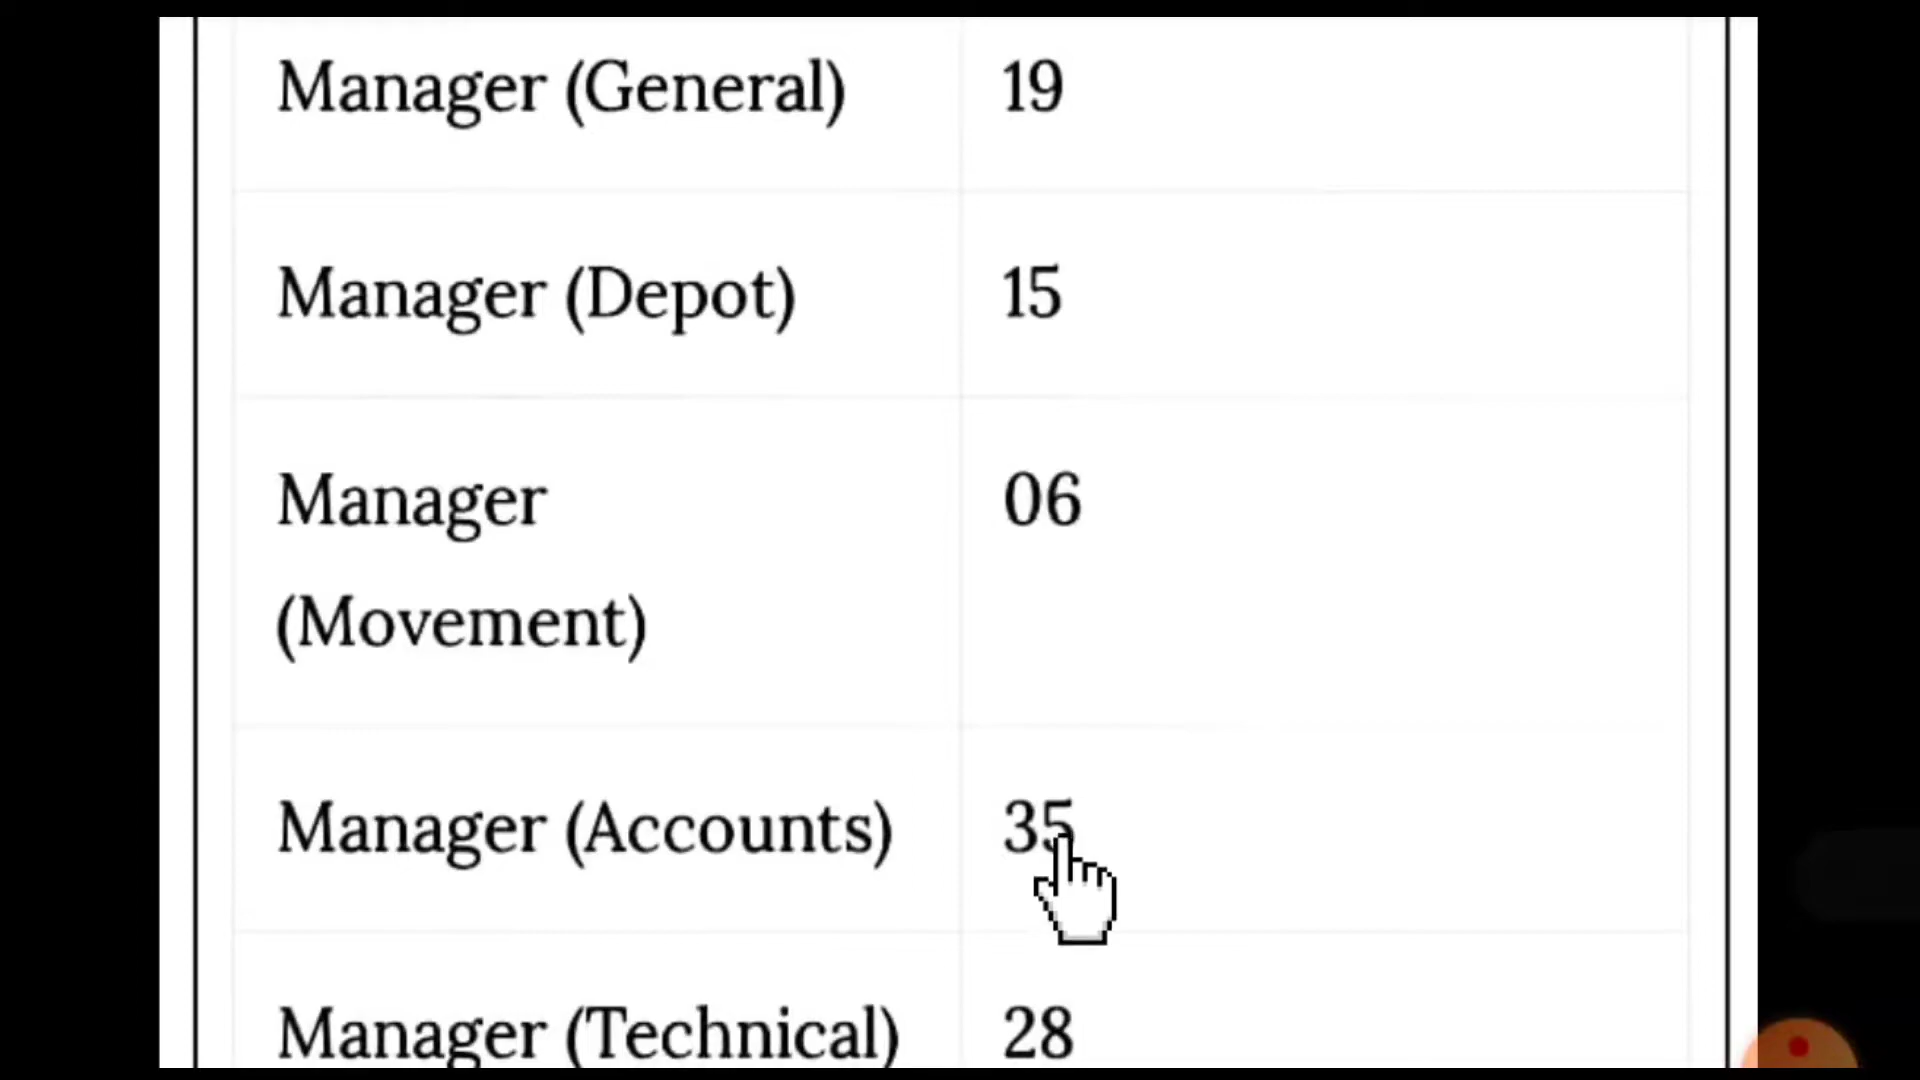 Manager (General) 19
Manager (Depot) 15
Manager 06
(Movement)
Manager (Accounts) 35
Manager (Technical) 28